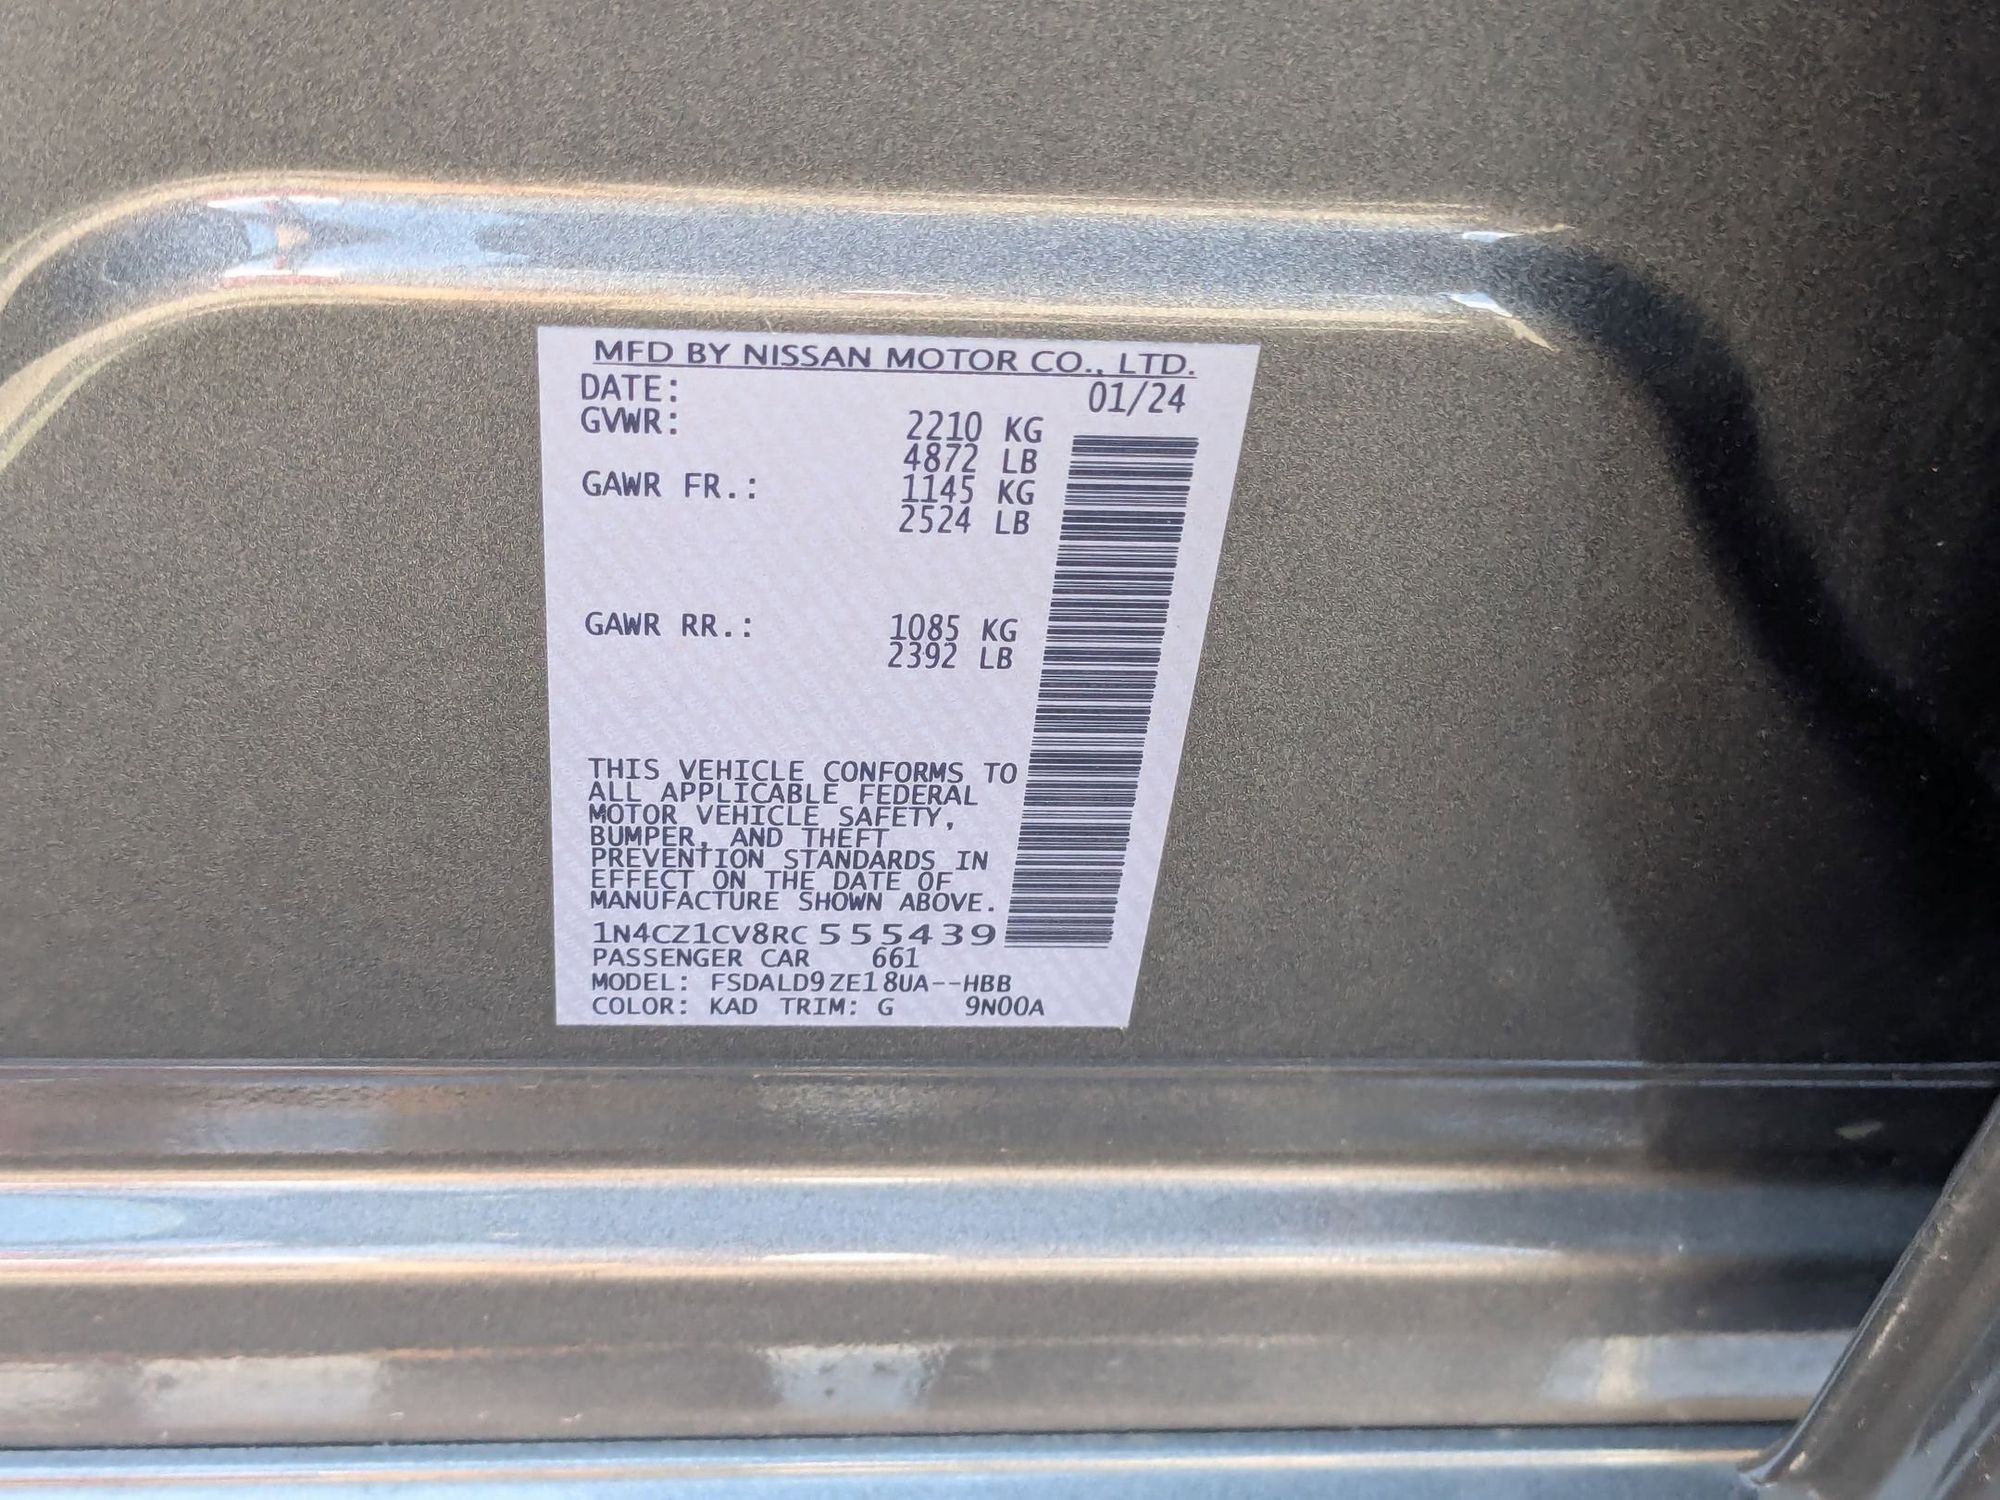 MFD BY NISSAN MOTOR CO., LTD.
DATE: 01/24
GVWR: 2210 KG
4872 LB
GAWR FR.: 1145 KG
2524 LB
GAWR RR.: 1085 KG
2392 LB
THIS VEHICLE CONFORMS TO
ALL APPLICABLE FEDERAL
MOTOR VEHICLE SAFETY,
BUMPER, AND THEFT
PREVENTION STANDARDS IN
EFFECT ON THE DATE OF
MANUFACTURE SHOWN ABOVE.
1N4CZ1CV8RC555439
PASSENGER CAR 661
MODEL: FSDALD9ZE18UA--HBB
COLOR: KAD TRIM: G 9N00A